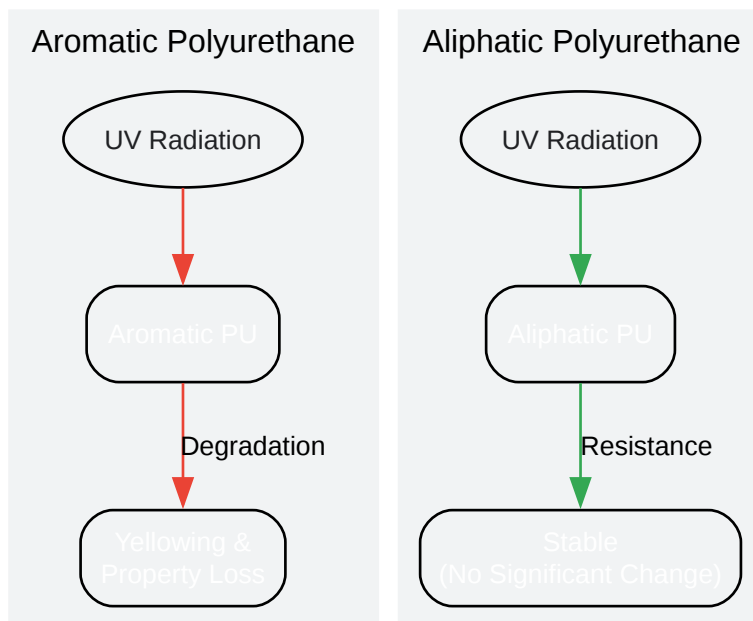 Aromatic Polyurethane
UV Radiation
Aromatic PU
Degradation
Yellowing &
Property Loss
Aliphatic Polyurethane
UV Radiation
Aliphatic PU
Resistance
Stable
(No Significant Change)